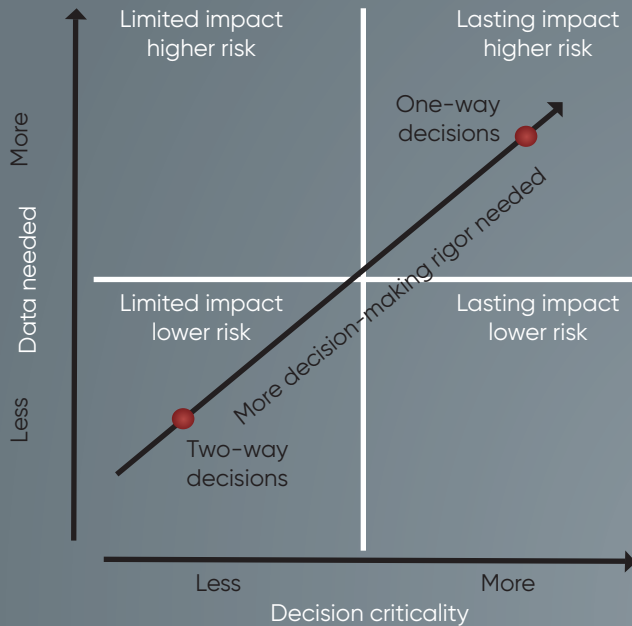 Limited impact
higher risk
Lasting impact
higher risk
One-way
decisions
More
Data needed
Less
More decision-making rigor needed
Limited impact
lower risk
Lasting impact
lower risk
Two-way
decisions
Less
More
Decision criticality